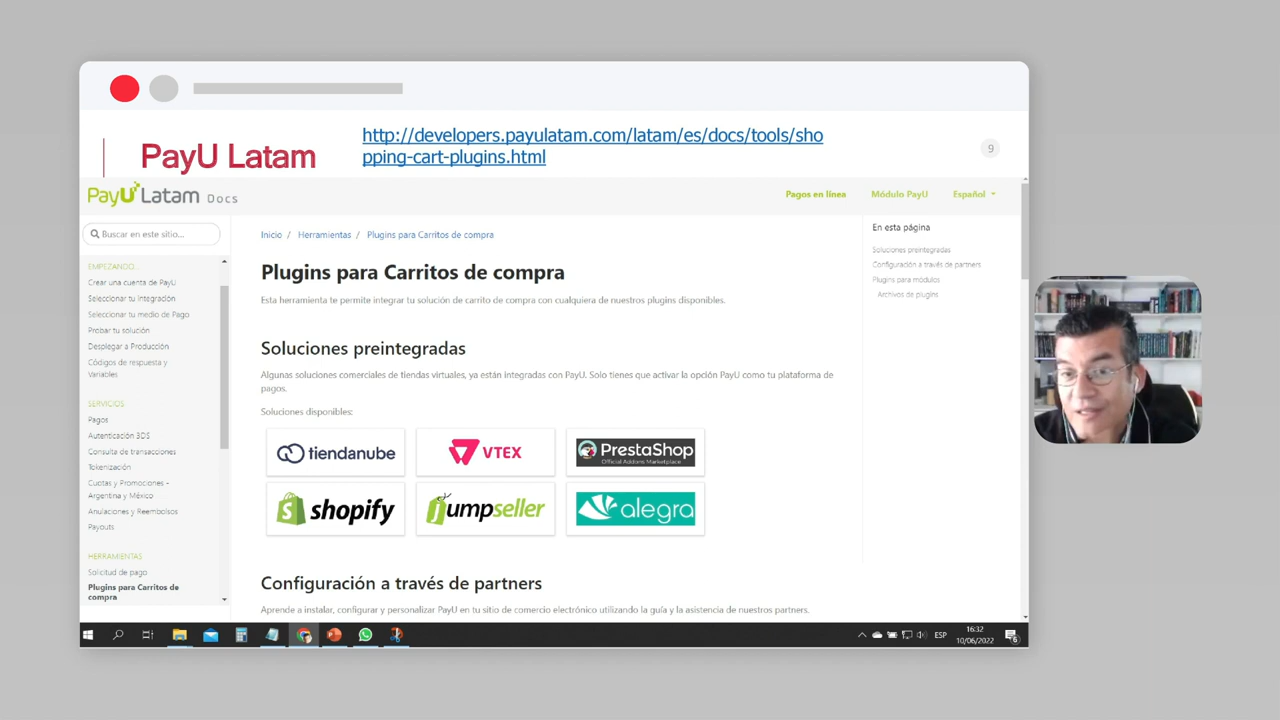 PayU Latam
http://developers.payulatam.com/latam/es/docs/tools/sho
pping-cart-plugins.html
9
PayU Latam Docs
Pagos en línea
Módulo PayU
Español
Buscar en este sitio...
EMPEZANDO...
Crear una cuenta de PayU
Seleccionar tu integración
Seleccionar tu medio de Pago
Probar tu solución
Desplegar a Producción
Códigos de respuesta y
Variables
SERVICIOS
Pagos
Autenticación 3DS
Consulta de transacciones
Tokenización
Cuotas y Promociones -
Argentina y México
Anulaciones y Reembolsos
Payouts
HERRAMIENTAS
Solicitud de pago
Plugins para Carritos de
compra
Inicio / Herramientas / Plugins para Carritos de compra
Plugins para Carritos de compra
Esta herramienta te permite integrar tu solución de carrito de compra con cualquiera de nuestros plugins disponibles.
Soluciones preintegradas
Algunas soluciones comerciales de tiendas virtuales, ya están integradas con PayU. Solo tienes que activar la opción PayU como tu plataforma de
pagos.
Soluciones disponibles:
tiendanube
VTEX
PrestaShop
Official Addons Marketplace
shopify
jumpseller
alegra
Configuración a través de partners
Aprende a instalar, configurar y personalizar PayU en tu sitio de comercio electrónico utilizando la guía y la asistencia de nuestros partners.
En esta página
Soluciones preintegradas
Configuración a través de partners
Plugins para módulos
Archivos de plugins
ESP
16:32
10/06/2022
6